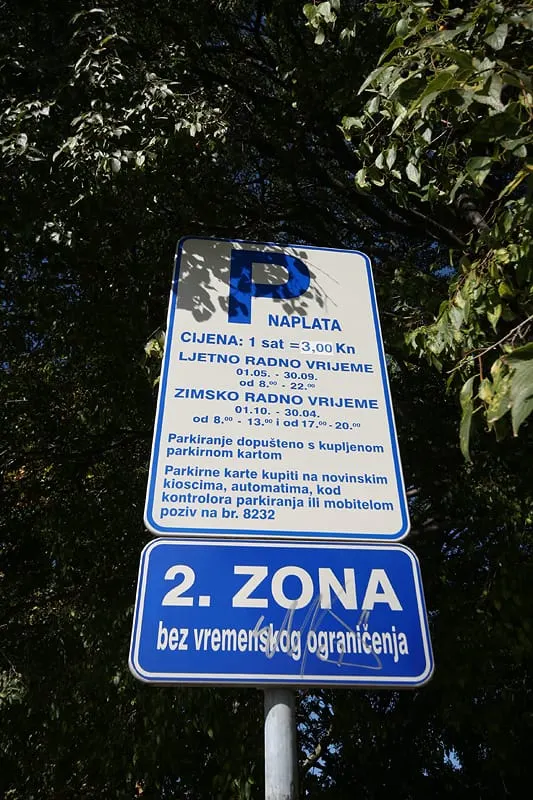 P
NAPLATA
CIJENA: 1 sat =3,00 Kn
LJETNO RADNO VRIJEME
01.05. - 30.09.
od 8.⁰⁰ - 22.⁰⁰
ZIMSKO RADNO VRIJEME
01.10. - 30.04.
od 8.⁰⁰ - 13.⁰⁰ i od 17.⁰⁰ - 20.⁰⁰
Parkiranje dopušteno s kupljenom
parkirnom kartom
Parkirne karte kupiti na novinskim
kioscima, automatima, kod
kontrolora parkiranja ili mobitelom
poziv na br. 8232
2. ZONA
bez vremenskog ograničenja